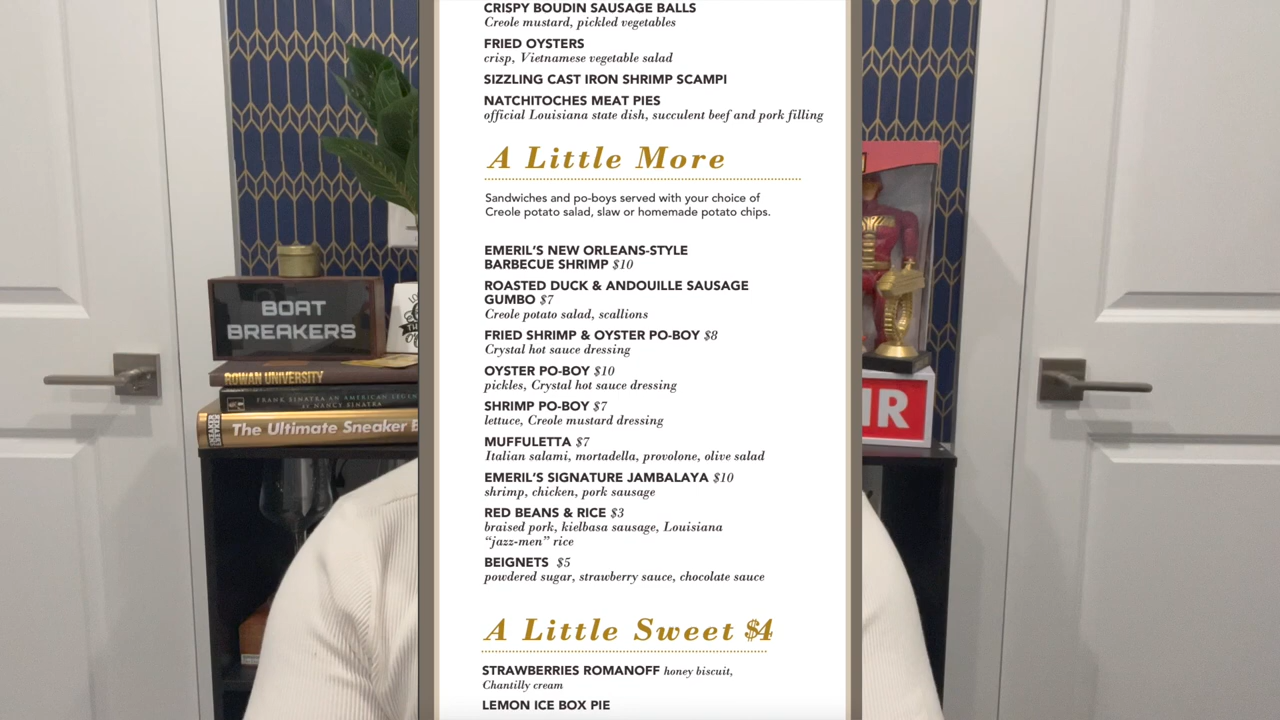 CRISPY BOUDIN SAUSAGE BALLS
Creole mustard, pickled vegetables
FRIED OYSTERS
crisp, Vietnamese vegetable salad
SIZZLING CAST IRON SHRIMP SCAMPI
NATCHITOCHES MEAT PIES
official Louisiana state dish, succulent beef and pork filling
A Little More
Sandwiches and po-boys served with your choice of
Creole potato salad, slaw or homemade potato chips.
EMERIL'S NEW ORLEANS-STYLE
BARBECUE SHRIMP $10
ROASTED DUCK & ANDOUILLE SAUSAGE
GUMBO $7
Creole potato salad, scallions
FRIED SHRIMP & OYSTER PO-BOY $8
Crystal hot sauce dressing
OYSTER PO-BOY $10
pickles, Crystal hot sauce dressing
SHRIMP PO-BOY $7
lettuce, Creole mustard dressing
MUFFULETTA $7
Italian salami, mortadella, provolone, olive salad
EMERIL'S SIGNATURE JAMBALAYA $10
shrimp, chicken, pork sausage
RED BEANS & RICE $3
braised pork, kielbasa sausage, Louisiana
“jazz-men” rice
BEIGNETS $5
powdered sugar, strawberry sauce, chocolate sauce
A Little Sweet $4
STRAWBERRIES ROMANOFF honey biscuit,
Chantilly cream
LEMON ICE BOX PIE
BOAT
BREAKERS
ROWAN UNIVERSITY
FRANK SINATRA AN AMERICAN LEGEN
BY NANCY SINATRA
The Ultimate Sneaker B
IR